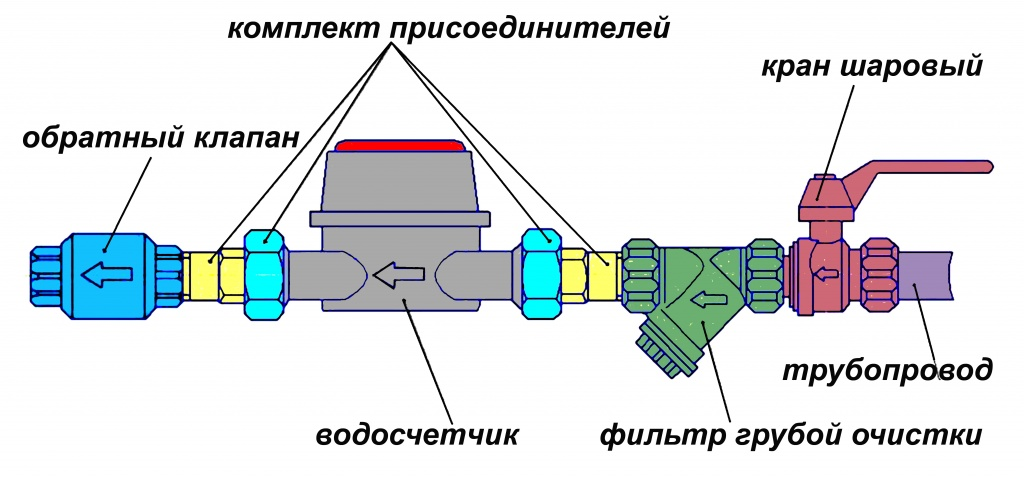 комплект присоединителей
кран шаровый
обратный клапан
трубопровод
водосчетчик
фильтр грубой очистки